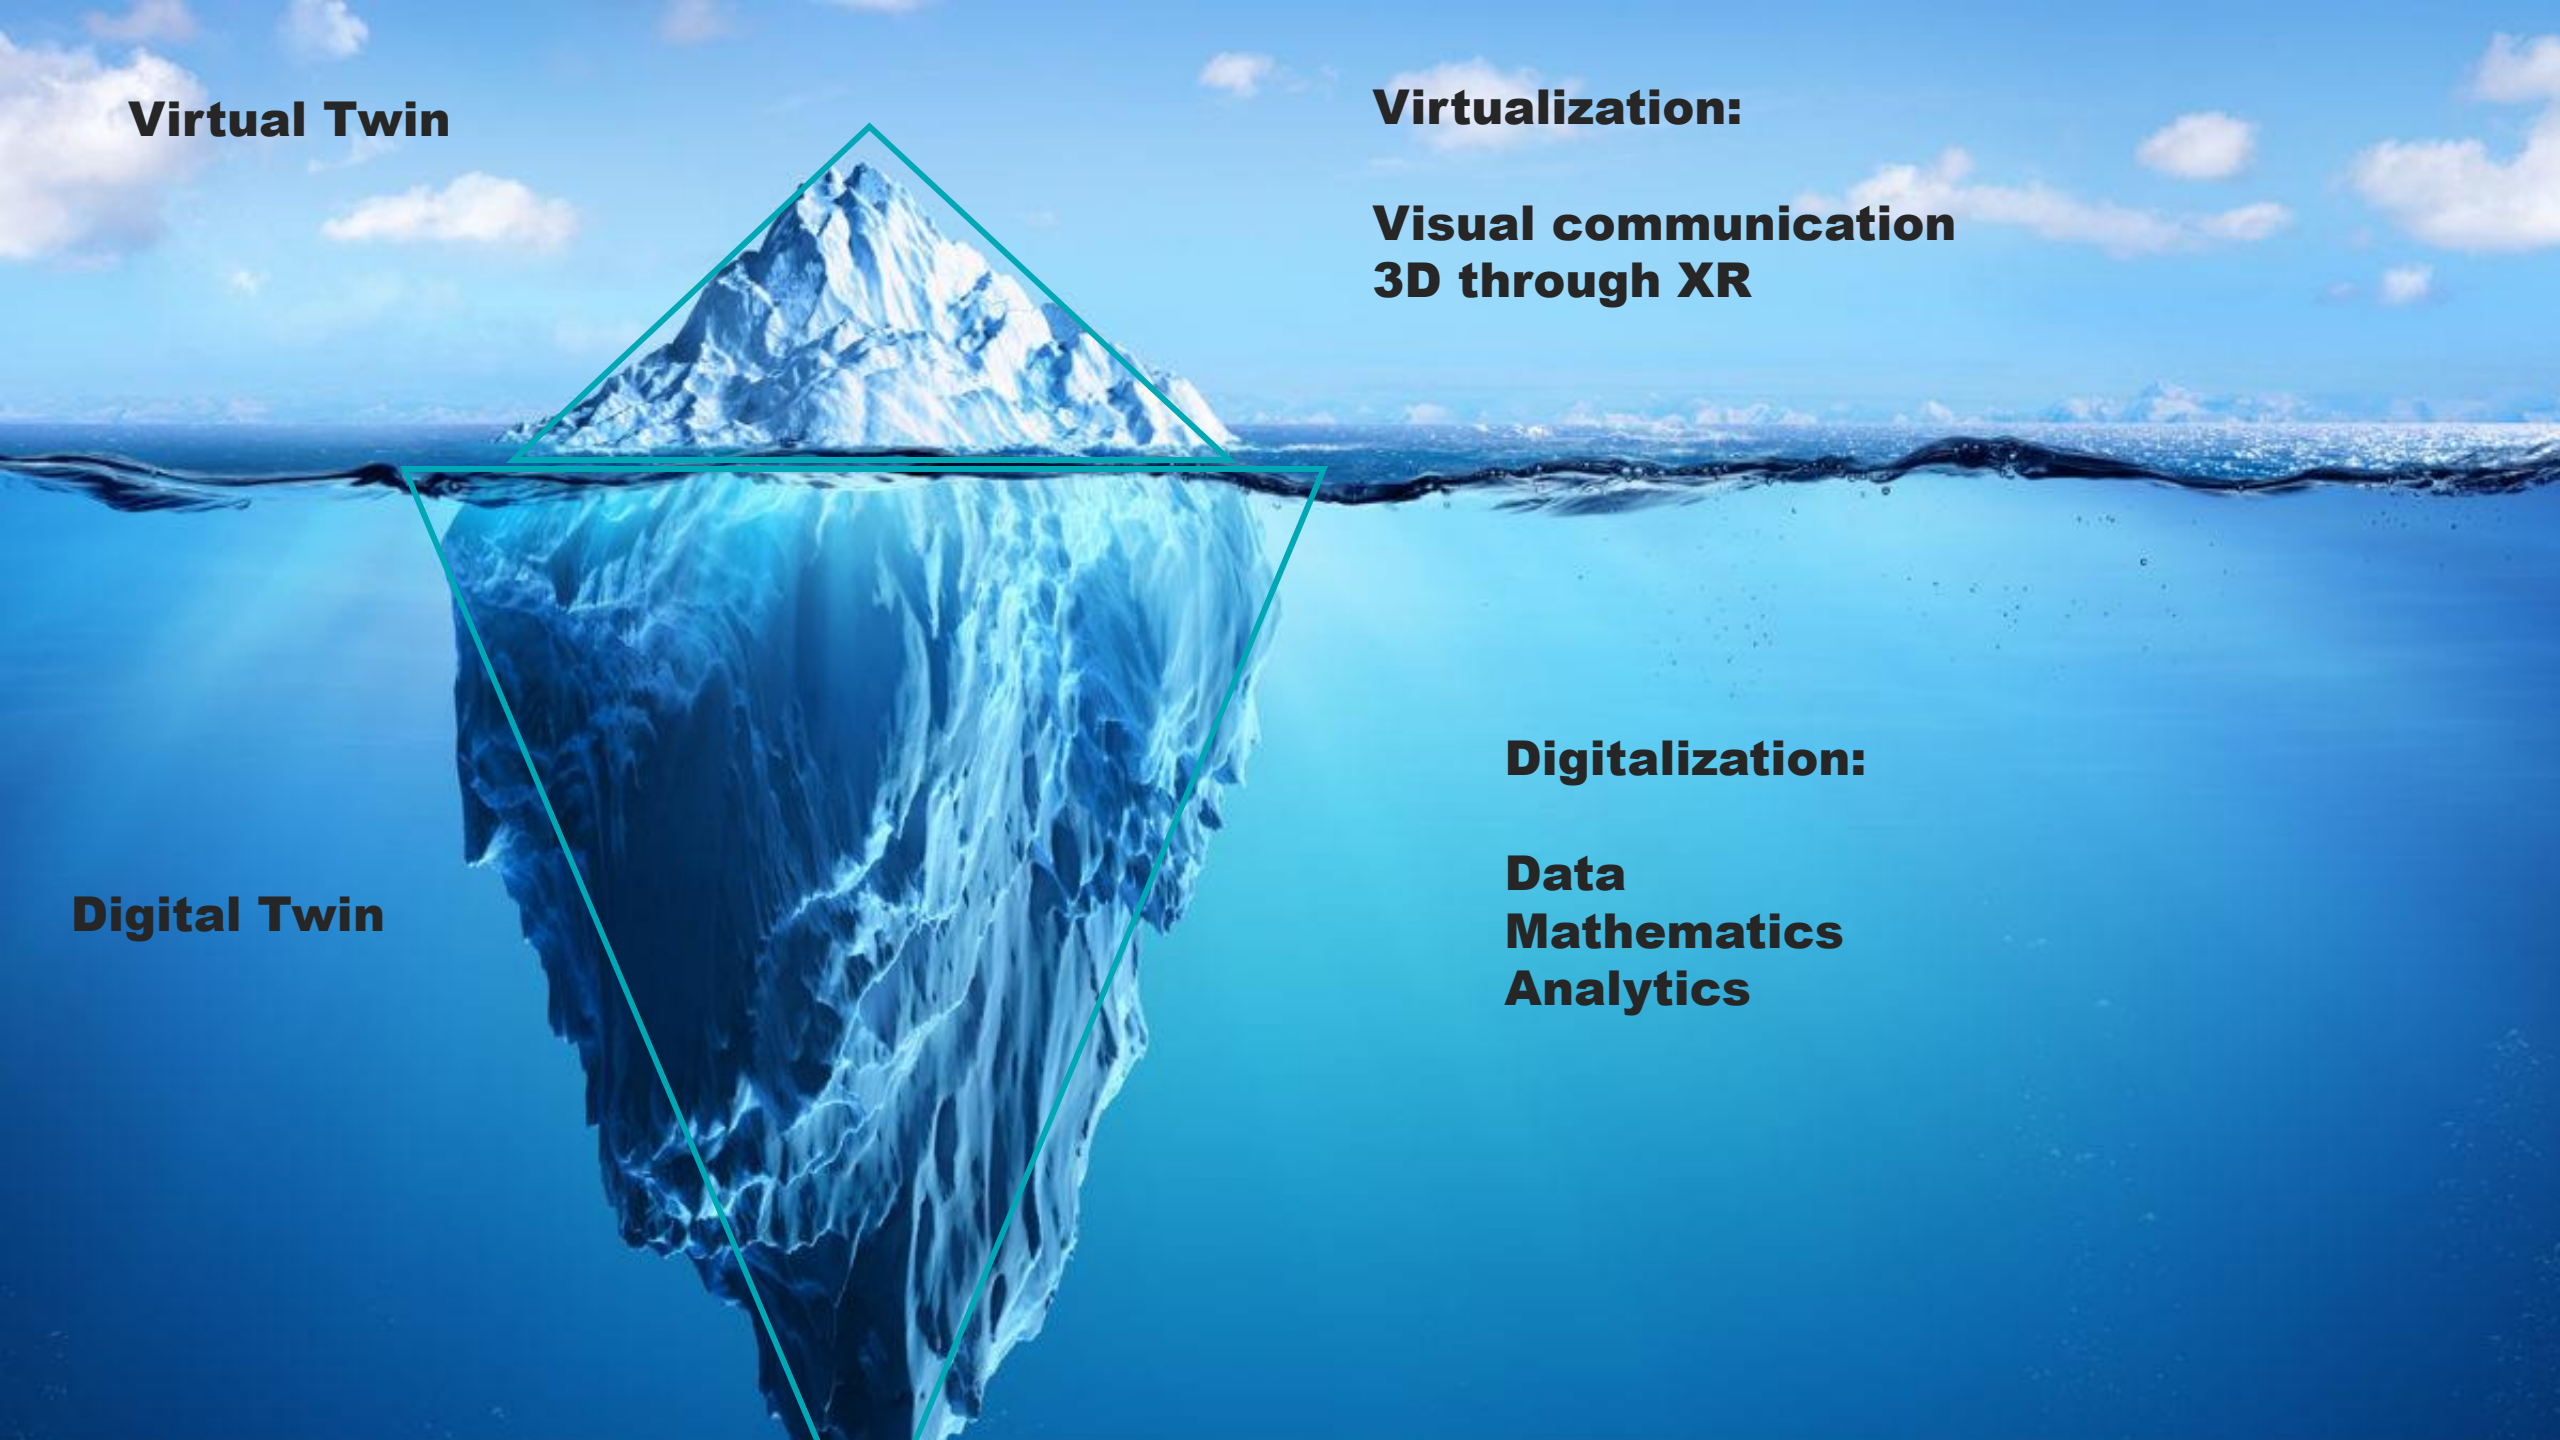 Virtual Twin
Virtualization:
Visual communication
3D through XR
Digitalization:
Data
Mathematics
Analytics
Digital Twin